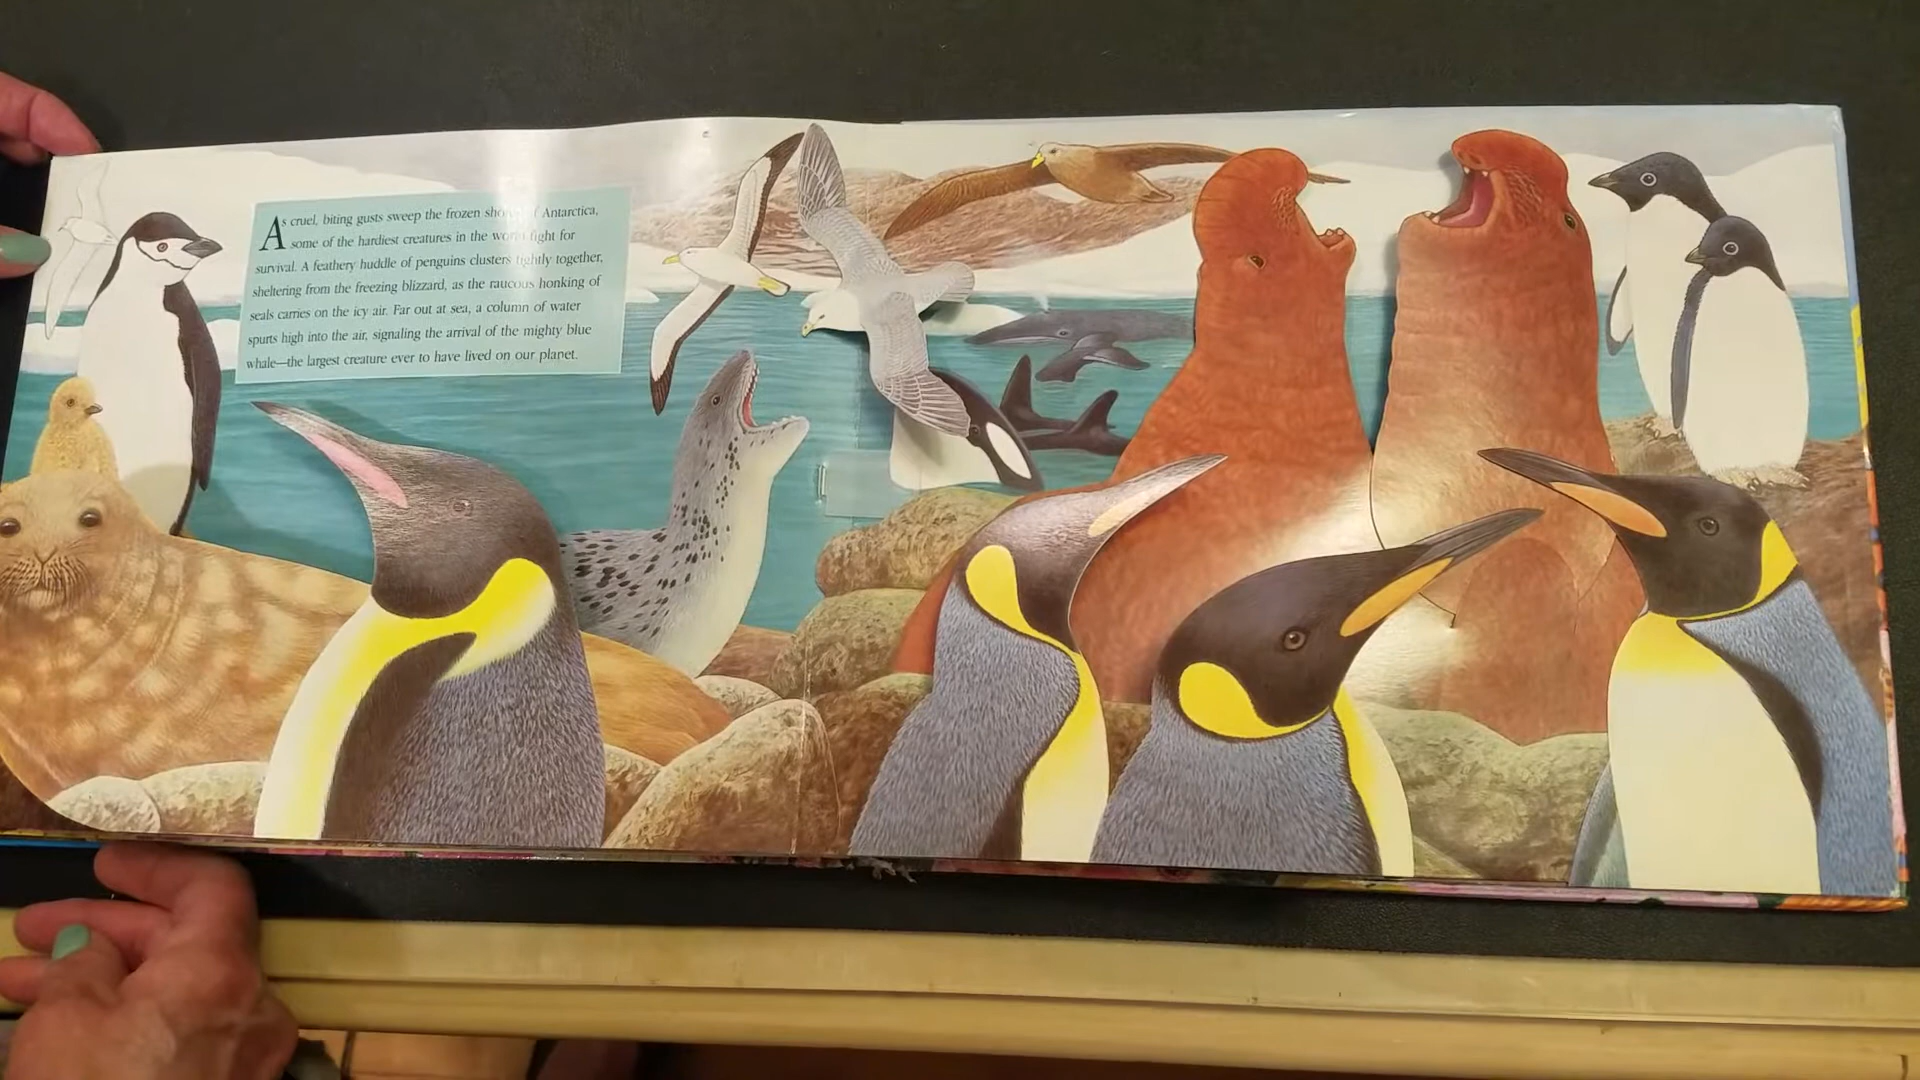 As cruel, biting gusts sweep the frozen of Antarctica,
some of the hardiest creatures in the world fight for
survival. A feathery huddle of penguins clusters tightly together,
sheltering from the freezing blizzard, as the raucous honking of
seals carries on the icy air. Far out at sea, a column of water
spurts high into the air, signaling the arrival of the mighty blue
whale—the largest creature ever to have lived on our planet.